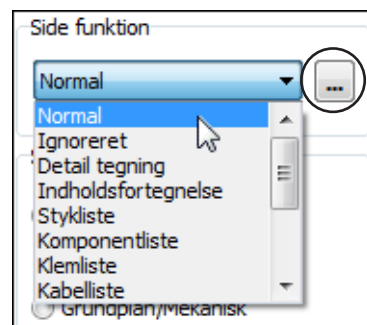 Side funktion
Normal
...
Normal
Ignoreret
Detail tegning
Indholdsfortegnelse
Stykliste
Komponentliste
Klemliste
Kabelliste
Grundplan/Mekanisk